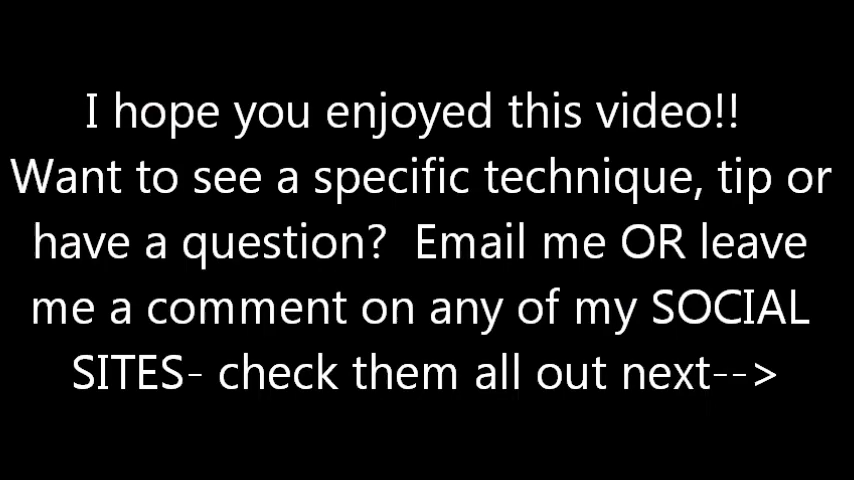 I hope you enjoyed this video!!
Want to see a specific technique, tip or
have a question?  Email me OR leave
me a comment on any of my SOCIAL
SITES- check them all out next-->